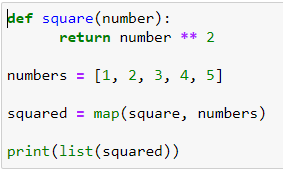 def square(number):
      return number ** 2

numbers = [1, 2, 3, 4, 5]

squared = map(square, numbers)

print(list(squared))